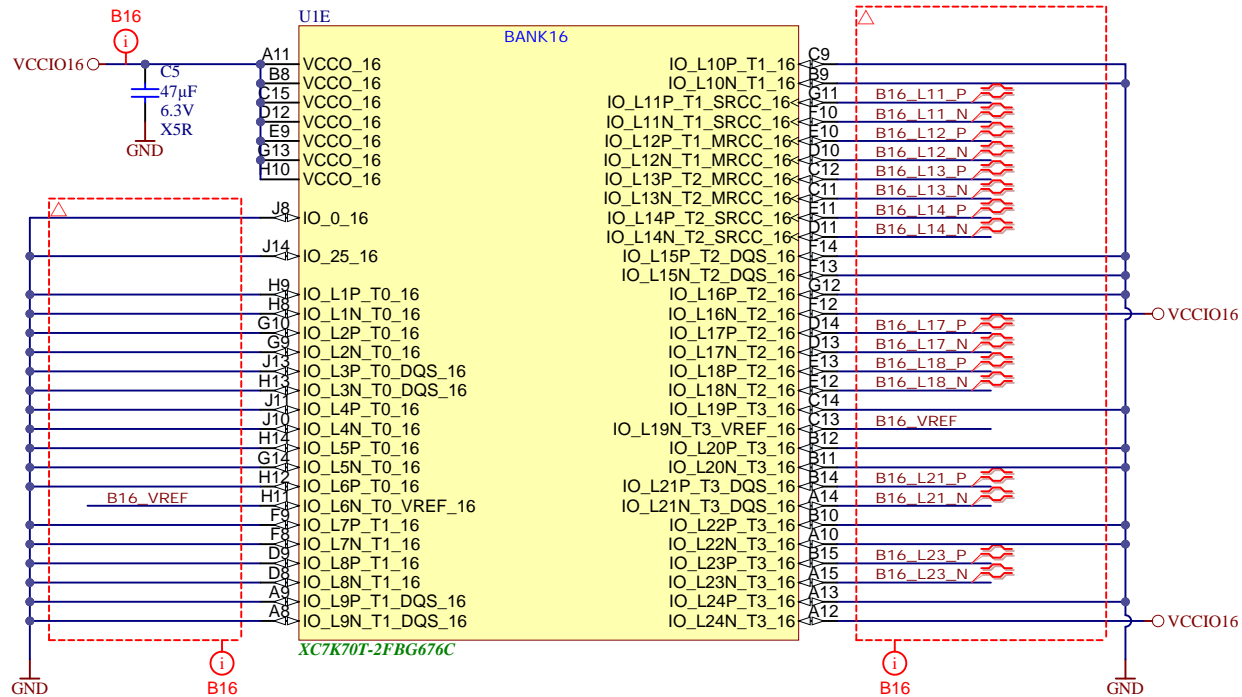 B16
i
U1E
BANK16
VCCIO16
C5
47µF
6.3V
X5R
GND
A11 VCCO_16
B8 VCCO_16
C15 VCCO_16
D12 VCCO_16
E9 VCCO_16
G13 VCCO_16
H10 VCCO_16
J8 IO_0_16
J14 IO_25_16
H9 IO_L1P_T0_16
H8 IO_L1N_T0_16
G10 IO_L2P_T0_16
G9 IO_L2N_T0_16
J13 IO_L3P_T0_DQS_16
H13 IO_L3N_T0_DQS_16
J11 IO_L4P_T0_16
J10 IO_L4N_T0_16
H14 IO_L5P_T0_16
G14 IO_L5N_T0_16
H12 IO_L6P_T0_16
B16_VREF H11 IO_L6N_T0_VREF_16
F9 IO_L7P_T1_16
F8 IO_L7N_T1_16
D9 IO_L8P_T1_16
D8 IO_L8N_T1_16
A9 IO_L9P_T1_DQS_16
A8 IO_L9N_T1_DQS_16
IO_L10P_T1_16 C9
IO_L10N_T1_16 B9
IO_L11P_T1_SRCC_16 G11 B16_L11_P
IO_L11N_T1_SRCC_16 F10 B16_L11_N
IO_L12P_T1_MRCC_16 E10 B16_L12_P
IO_L12N_T1_MRCC_16 D10 B16_L12_N
IO_L13P_T2_MRCC_16 C12 B16_L13_P
IO_L13N_T2_MRCC_16 C11 B16_L13_N
IO_L14P_T2_SRCC_16 E11 B16_L14_P
IO_L14N_T2_SRCC_16 D11 B16_L14_N
IO_L15P_T2_DQS_16 F14
IO_L15N_T2_DQS_16 F13
IO_L16P_T2_16 G12
IO_L16N_T2_16 F12 VCCIO16
IO_L17P_T2_16 D14 B16_L17_P
IO_L17N_T2_16 D13 B16_L17_N
IO_L18P_T2_16 E13 B16_L18_P
IO_L18N_T2_16 E12 B16_L18_N
IO_L19P_T3_16 C14
IO_L19N_T3_VREF_16 C13 B16_VREF
IO_L20P_T3_16 B12
IO_L20N_T3_16 B11
IO_L21P_T3_DQS_16 B14 B16_L21_P
IO_L21N_T3_DQS_16 A14 B16_L21_N
IO_L22P_T3_16 B10
IO_L22N_T3_16 A10
IO_L23P_T3_16 B15 B16_L23_P
IO_L23N_T3_16 A15 B16_L23_N
IO_L24P_T3_16 A13
IO_L24N_T3_16 A12 VCCIO16
XC7K70T-2FBG676C
GND
i
B16
i
B16
GND